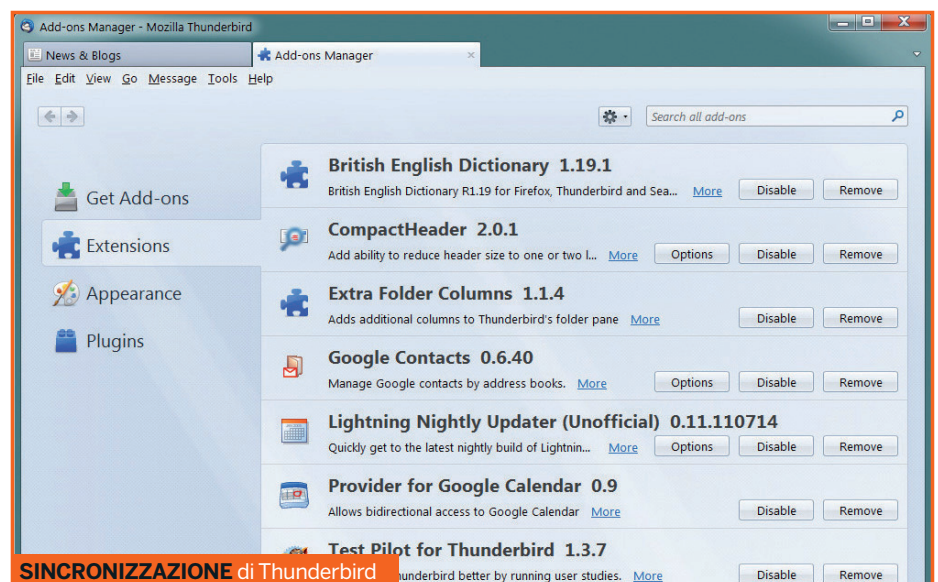 Add-ons Manager - Mozilla Thunderbird
News & Blogs
Add-ons Manager
File Edit View Go Message Tools Help
Search all add-ons
Get Add-ons
Extensions
Appearance
Plugins
British English Dictionary 1.19.1
British English Dictionary R1.19 for Firefox, Thunderbird and Sea... More Disable Remove
CompactHeader 2.0.1
Add ability to reduce header size to one or two l... More Options Disable Remove
Extra Folder Columns 1.1.4
Adds additional columns to Thunderbird's folder pane More Disable Remove
Google Contacts 0.6.40
Manage Google contacts by address books. More Options Disable Remove
Lightning Nightly Updater (Unofficial) 0.11.110714
Quickly get to the latest nightly build of Lightnin... More Options Disable Remove
Provider for Google Calendar 0.9
Allows bidirectional access to Google Calendar More Disable Remove
Test Pilot for Thunderbird 1.3.7
better by running user studies. More Disable Remove
SINCRONIZZAZIONE di Thunderbird